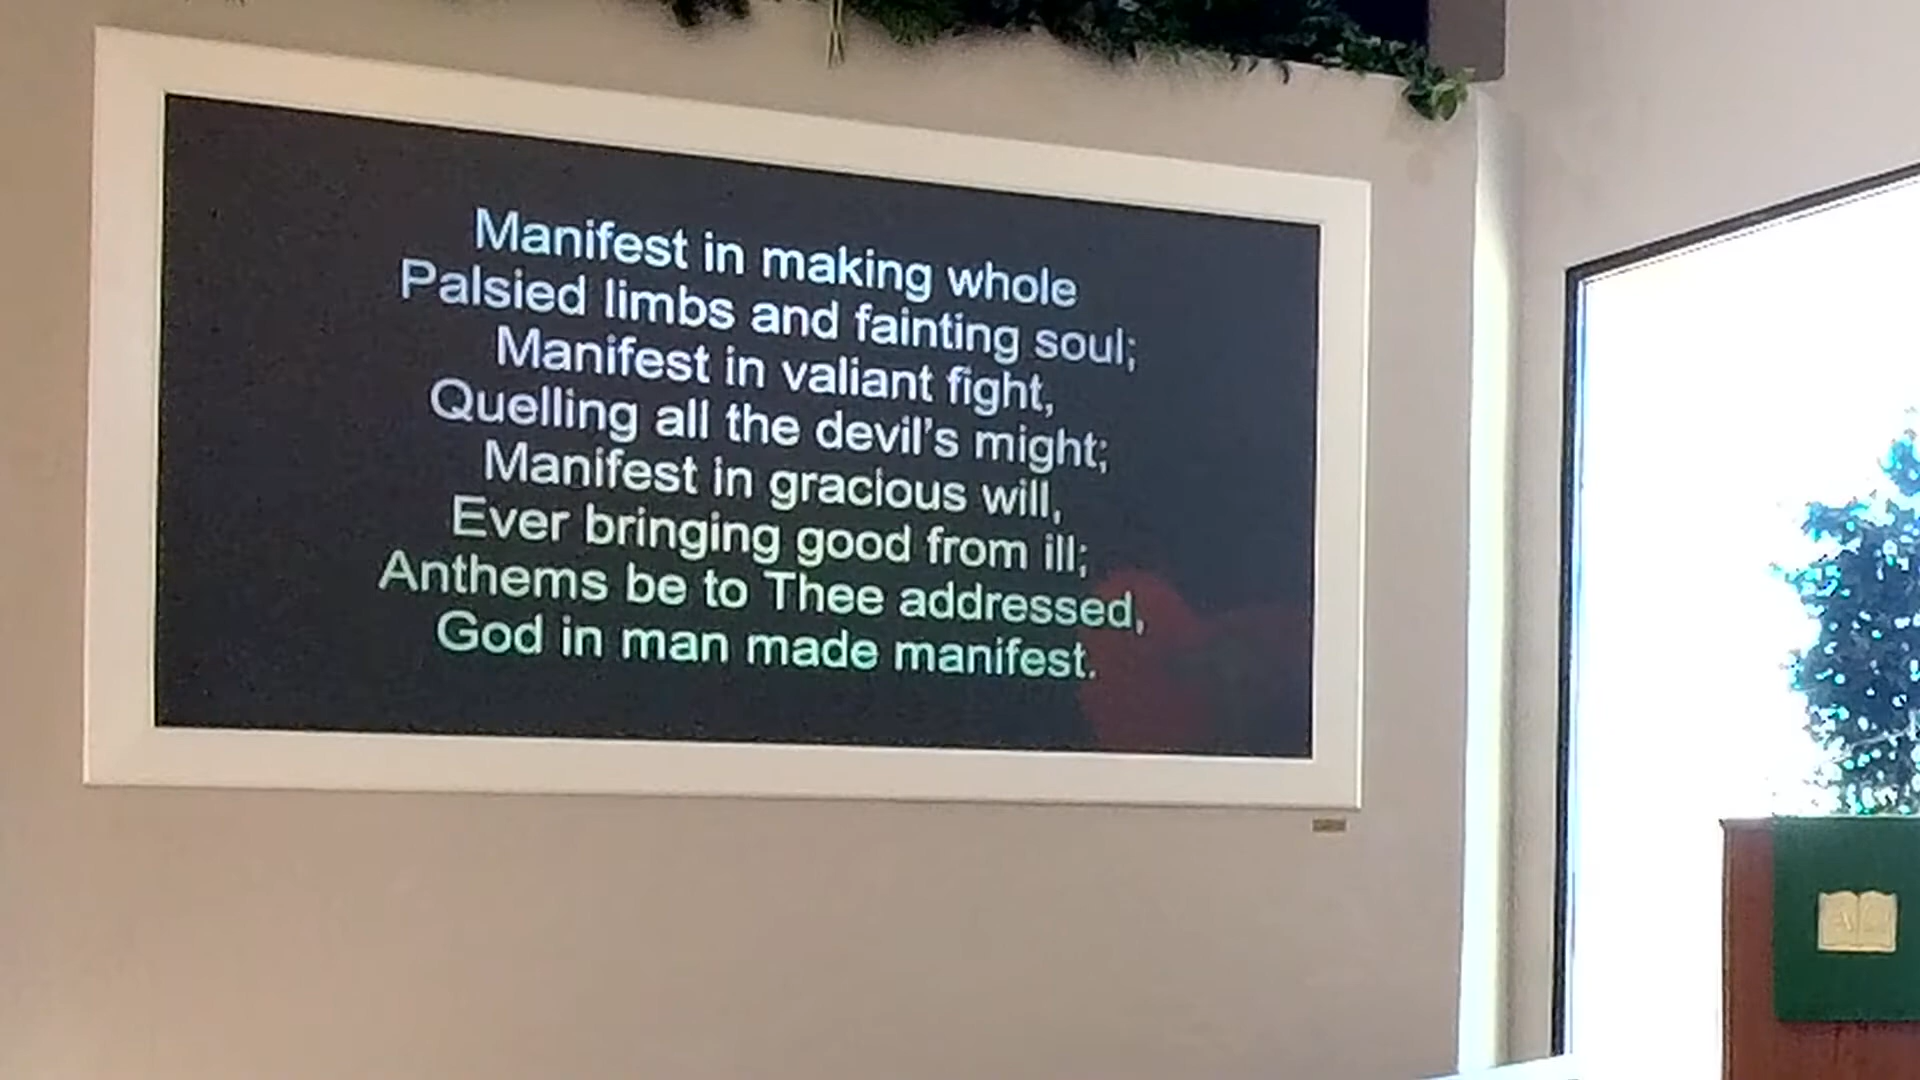 Manifest in making whole
Palsied limbs and fainting soul;
Manifest in valiant fight,
Quelling all the devil's might;
Manifest in gracious will,
Ever bringing good from ill;
Anthems be to Thee addressed,
God in man made manifest.